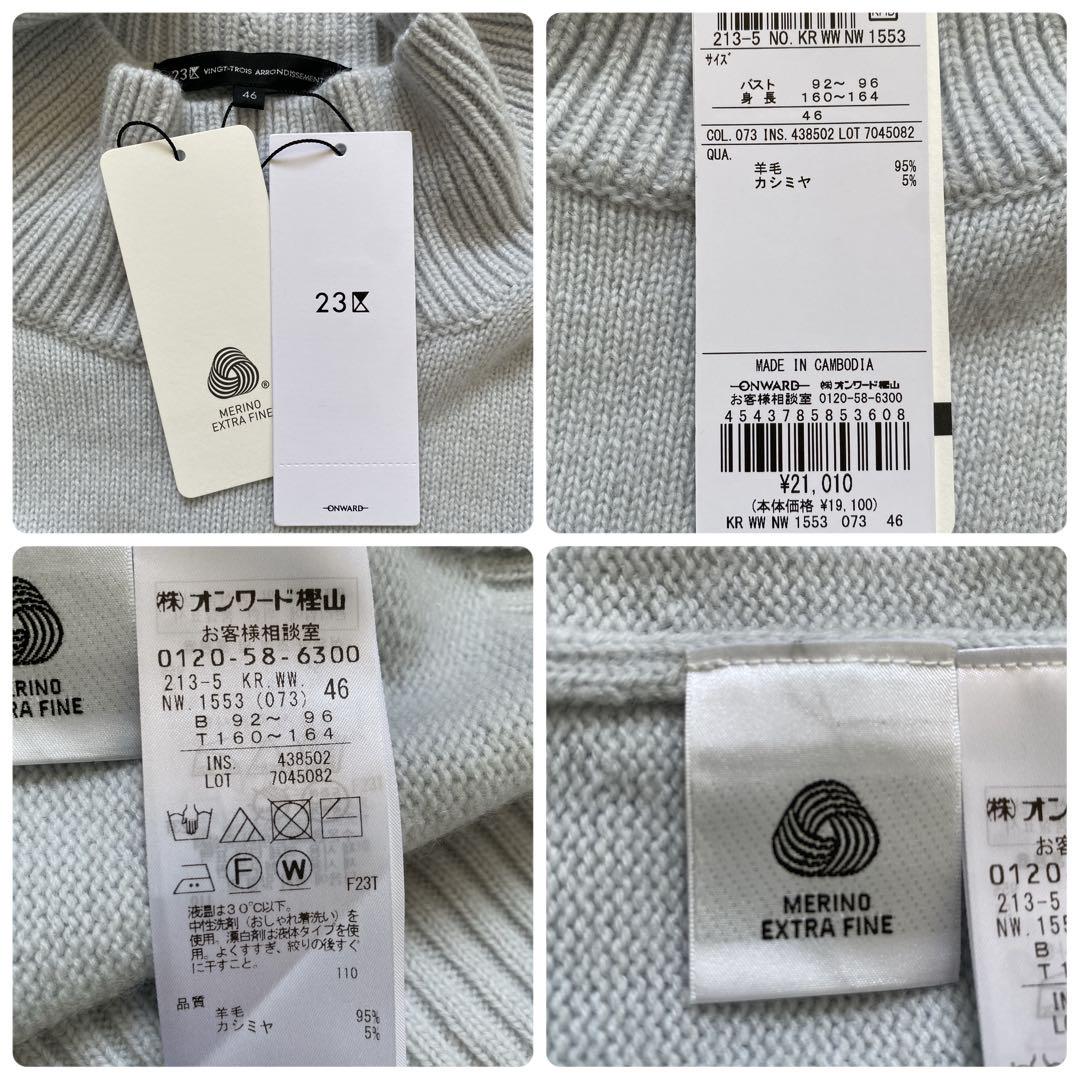 23区 VINGT-TROIS ARRONDISSEMENT
46
MERINO
EXTRA FINE
®
23区
ONWARD
213-5 NO. KR WW NW 1553
サイズ
バスト 92～ 96
身長 160～164
46
COL. 073 INS. 438502 LOT 7045082
QUA.
羊毛 95%
カシミヤ 5%
MADE IN CAMBODIA
ONWARD ㈱オンワード樫山
お客様相談室 0120-58-6300
4543785853608
¥21,010
(本体価格 ¥19,100)
KR WW NW 1553 073 46
ERINO
RA FINE
㈱オンワード樫山
お客様相談室
0120-58-6300
213-5 KR.WW.
NW.1553(073) 46
B 92～ 96
T 160～164
INS. 438502
LOT 7045082
F
W
F23T
液温は30℃以下。
中性洗剤（おしゃれ着洗い）を
使用。漂白剤は液体タイプを使
用。よくすすぎ、絞りの後すぐ
に干すこと。
110
品質
羊毛 95%
カシミヤ 5%
MERINO
EXTRA FINE
㈱オン
お客
0120
213-5
NW.155
B
T 1
IN
LO